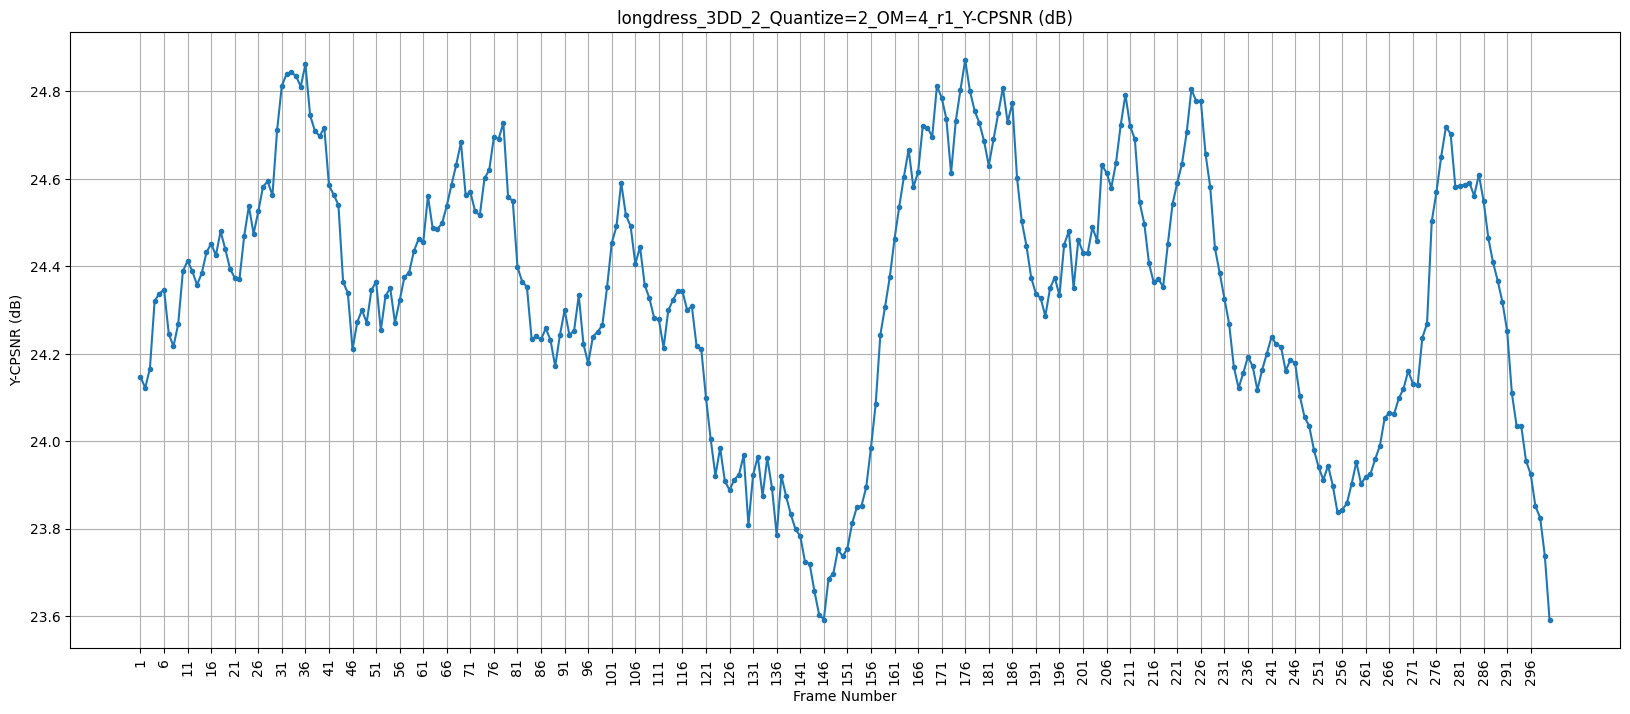 longdress_3DD_2_Quantize=2_OM=4_r1_Y-CPSNR (dB)
Y-CPSNR (dB)
24.8
24.6
24.4
24.2
24.0
23.8
23.6
1 6 11 16 21 26 31 36 41 46 51 56 61 66 71 76 81 86 91 96 101 106 111 116 121 126 131 136 141 146 151 156 161 166 171 176 181 186 191 196 201 206 211 216 221 226 231 236 241 246 251 256 261 266 271 276 281 286 291 296
Frame Number